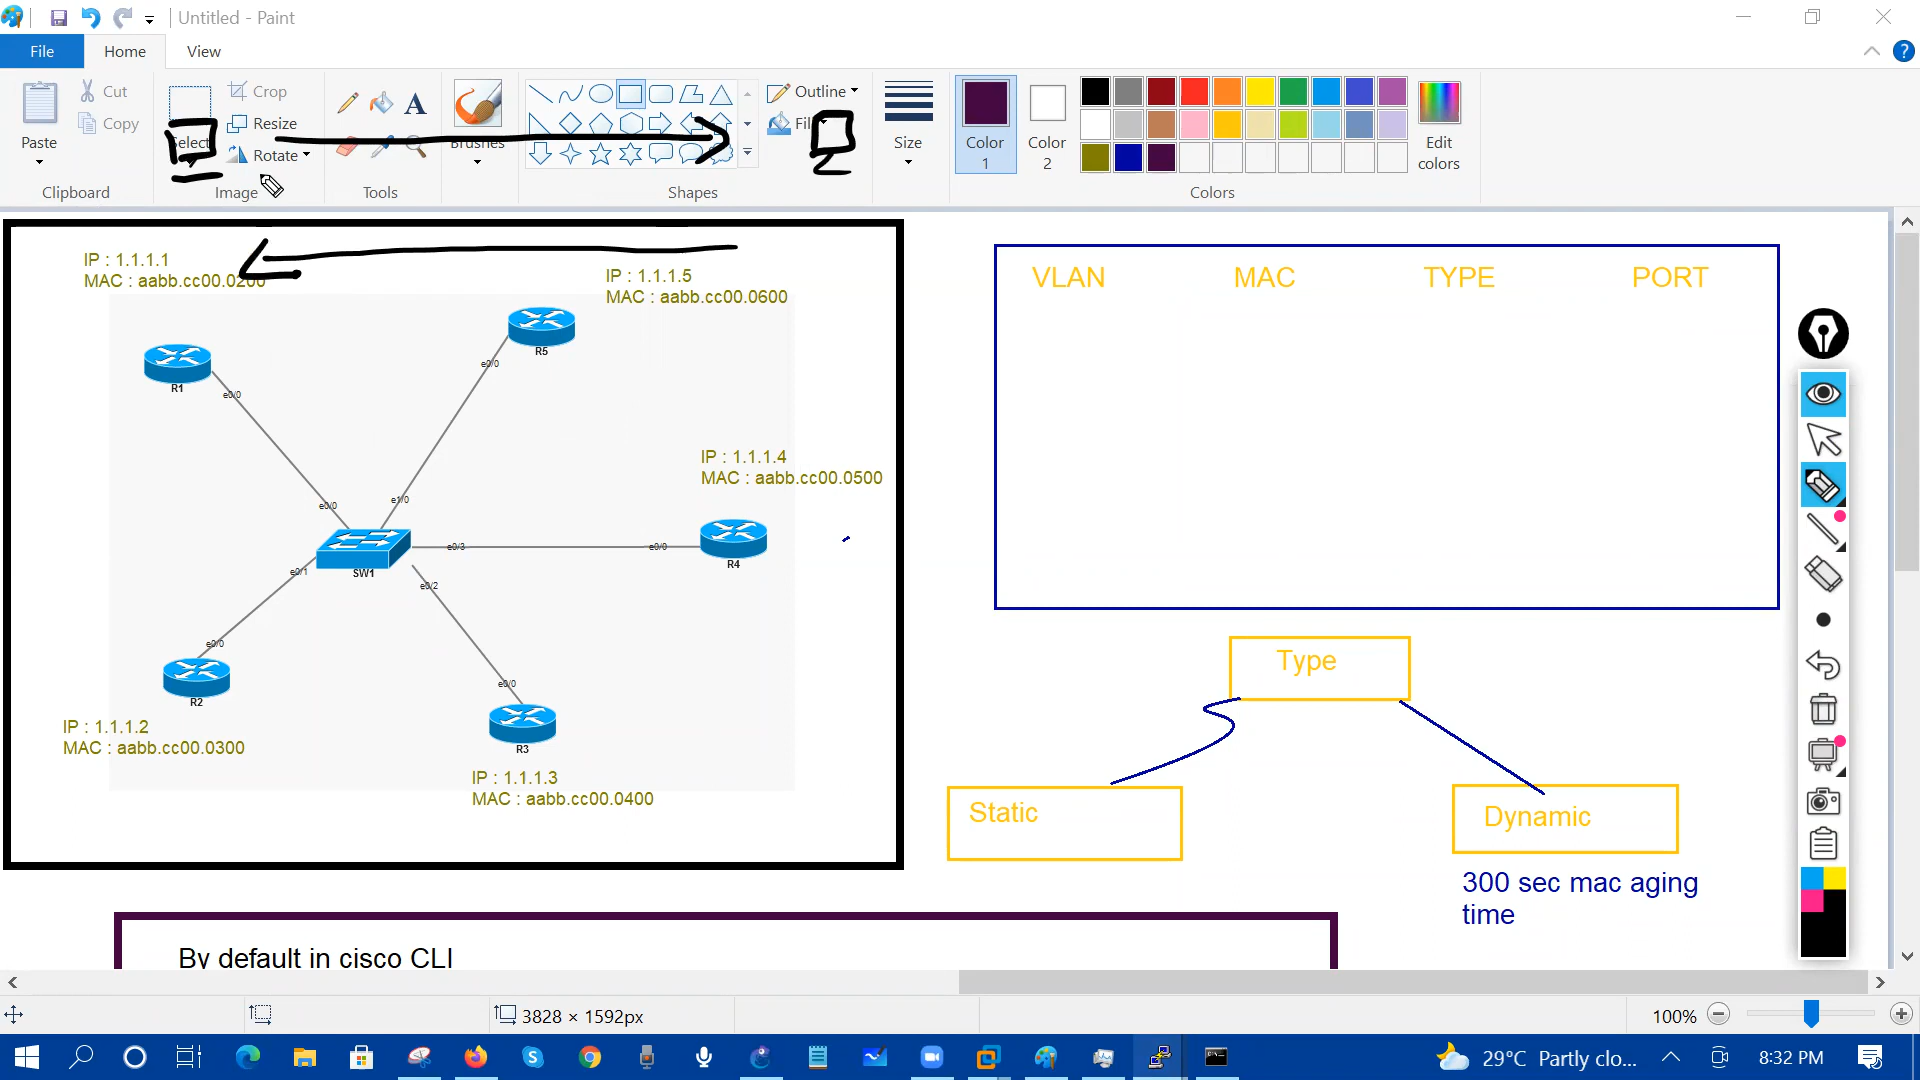 Untitled - Paint
File
Home
View
Paste
Cut
Copy
Clipboard
Select
Crop
Resize
Rotate
Image
Tools
Brushes
Shapes
Outline
Size
Color
1
Color
2
Edit
colors
Colors
IP : 1.1.1.1
MAC : aabb.cc00.0200
IP : 1.1.1.5
MAC : aabb.cc00.0600
R5
e0/0
R1
e0/0
IP : 1.1.1.4
MAC : aabb.cc00.0500
e0/0
e1/0
e0/3
e0/0
R4
SW1
e0/1
e0/2
e0/0
R2
e0/0
R3
IP : 1.1.1.2
MAC : aabb.cc00.0300
IP : 1.1.1.3
MAC : aabb.cc00.0400
VLAN MAC TYPE PORT
Type
Static
Dynamic
300 sec mac aging
time
By default in cisco CLI
3828 × 1592px
100%
29°C Partly clo...
8:32 PM